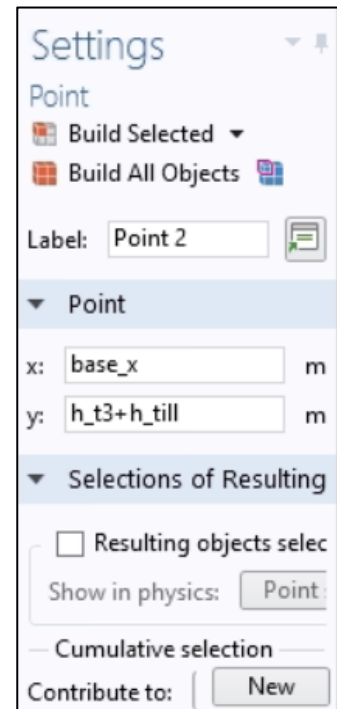 Settings
Point
Build Selected
Build All Objects
Label: Point 2
Point
x: base_x m
y: h_t3+h_till m
Selections of Resulting
Resulting objects selec
Show in physics: Point
Cumulative selection
Contribute to: New